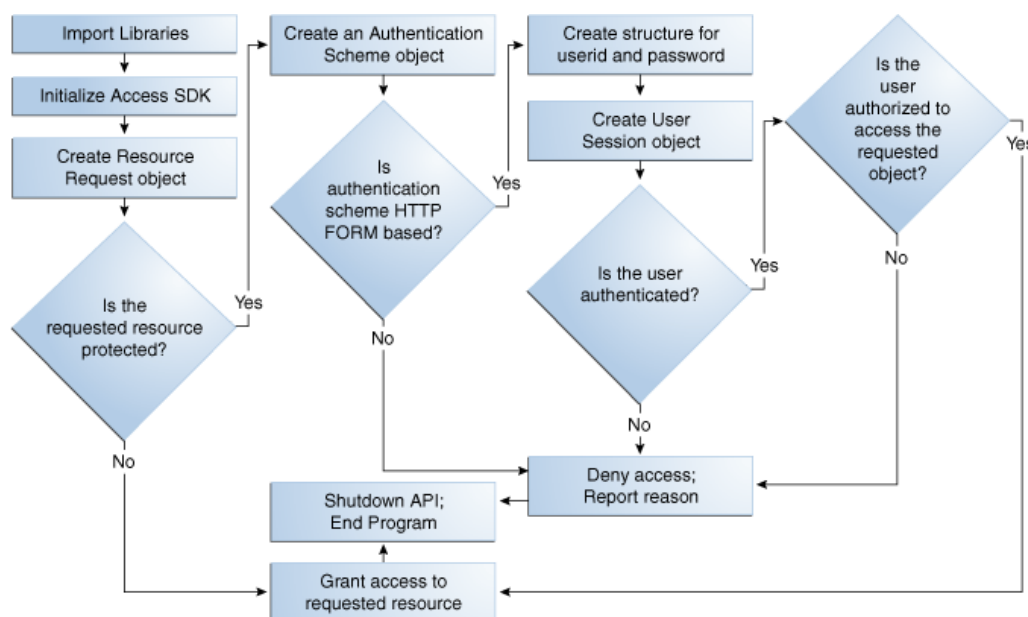 Import Libraries
Initialize Access SDK
Create Resource
Request object
Is the
requested resource
protected?
Yes
No
Create an Authentication
Scheme object
Is
authentication
scheme HTTP
FORM based?
Yes
No
Create structure for
userid and password
Create User
Session object
Is the user
authenticated?
Yes
No
Is the
user
authorized to
access the
requested
object?
Yes
No
Deny access;
Report reason
Shutdown API;
End Program
Grant access to
requested resource